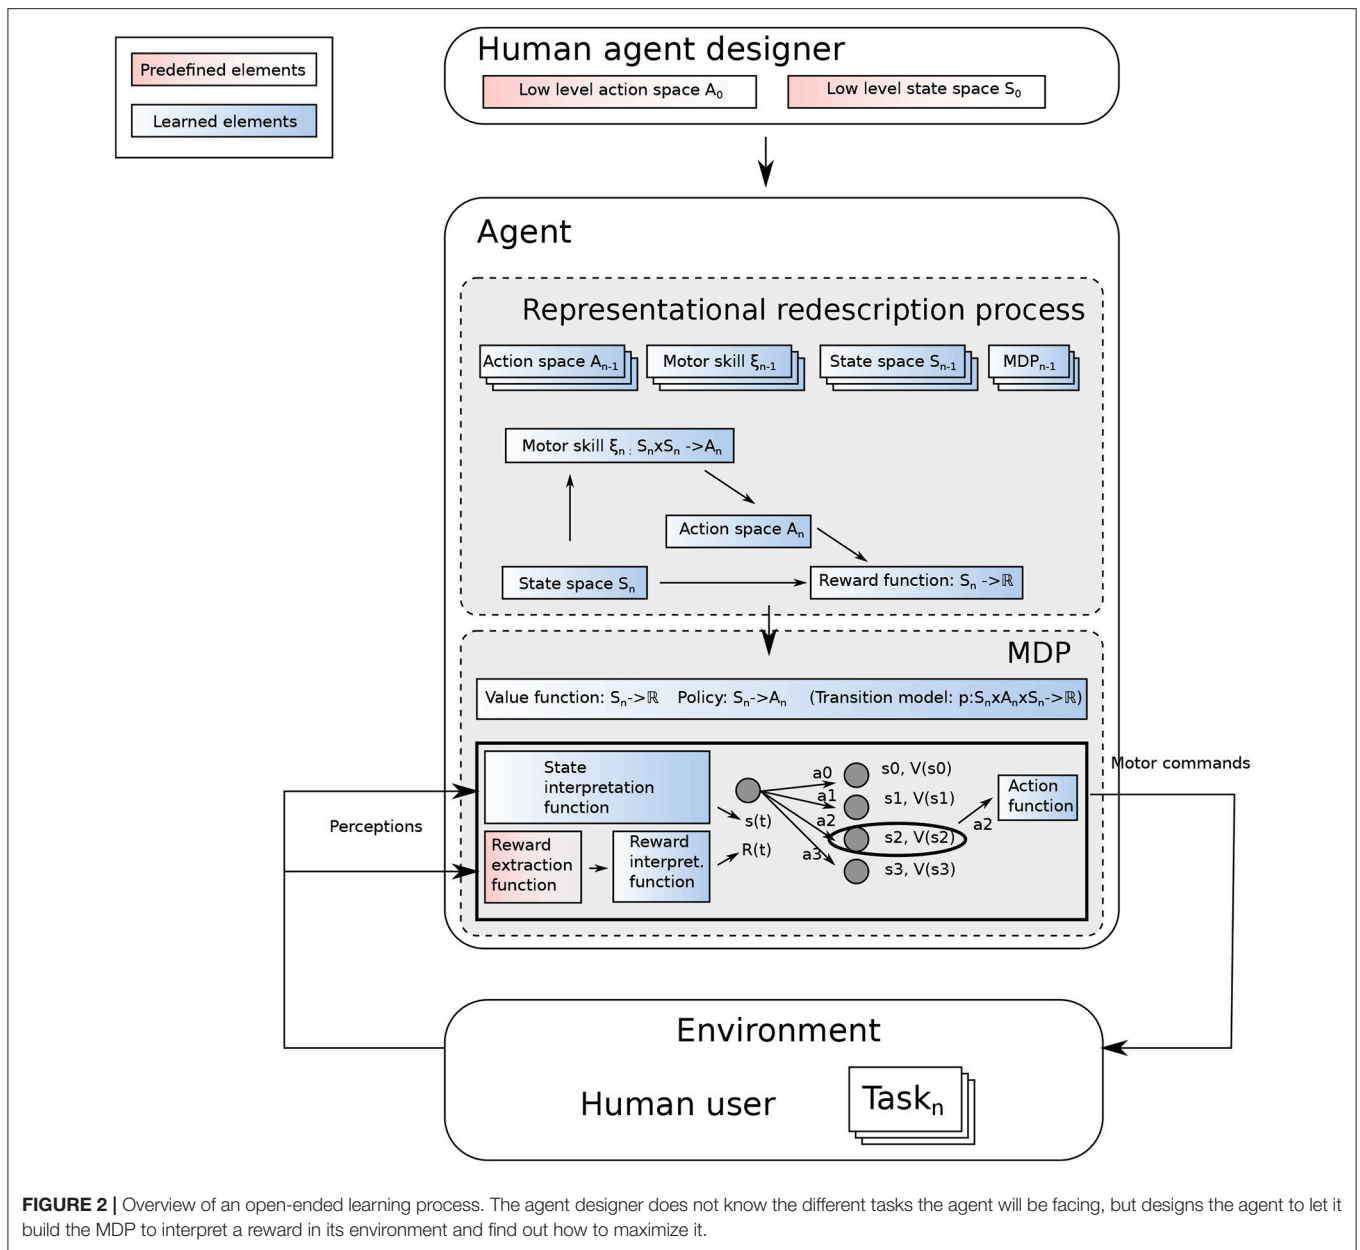 Predefined elements
Learned elements
Human agent designer
Low level action space A₀
Low level state space S₀
Agent
Representational redescription process
Action space Aₙ₋₁
Motor skill ξₙ₋₁
State space Sₙ₋₁
MDPₙ₋₁
Motor skill ξₙ : SₙxSₙ ->Aₙ
Action space Aₙ
State space Sₙ
Reward function: Sₙ ->ℝ
MDP
Value function: Sₙ->ℝ Policy: Sₙ->Aₙ (Transition model: p:SₙxAₙxSₙ->ℝ)
State
interpretation
function
Reward
extraction
function
Reward
interpret.
function
s(t)
R(t)
a0
a1
a2
a3
s0, V(s0)
s1, V(s1)
s2, V(s2)
s3, V(s3)
a2
Action
function
Motor commands
Perceptions
Environment
Human user
Taskₙ
FIGURE 2 | Overview of an open-ended learning process. The agent designer does not know the different tasks the agent will be facing, but designs the agent to let it
build the MDP to interpret a reward in its environment and find out how to maximize it.